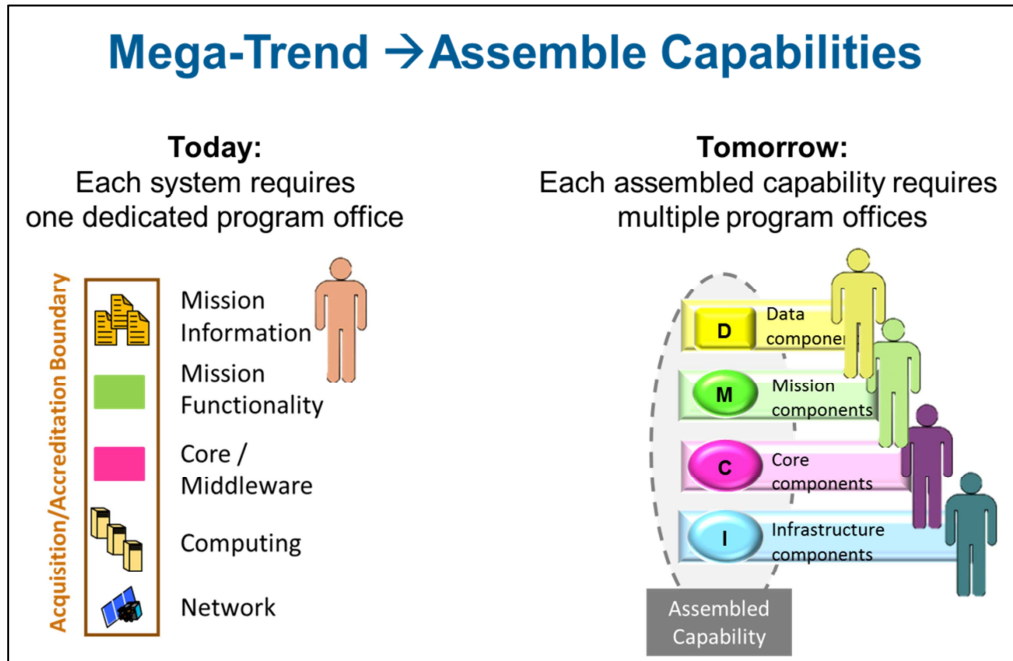 Mega-Trend →Assemble Capabilities
Today:
Each system requires
one dedicated program office
Acquisition/Accreditation Boundary
Mission
Information
Mission
Functionality
Core /
Middleware
Computing
Network
Tomorrow:
Each assembled capability requires
multiple program offices
D
Data
component
M
Mission
components
C
Core
components
I
Infrastructure
components
Assembled
Capability